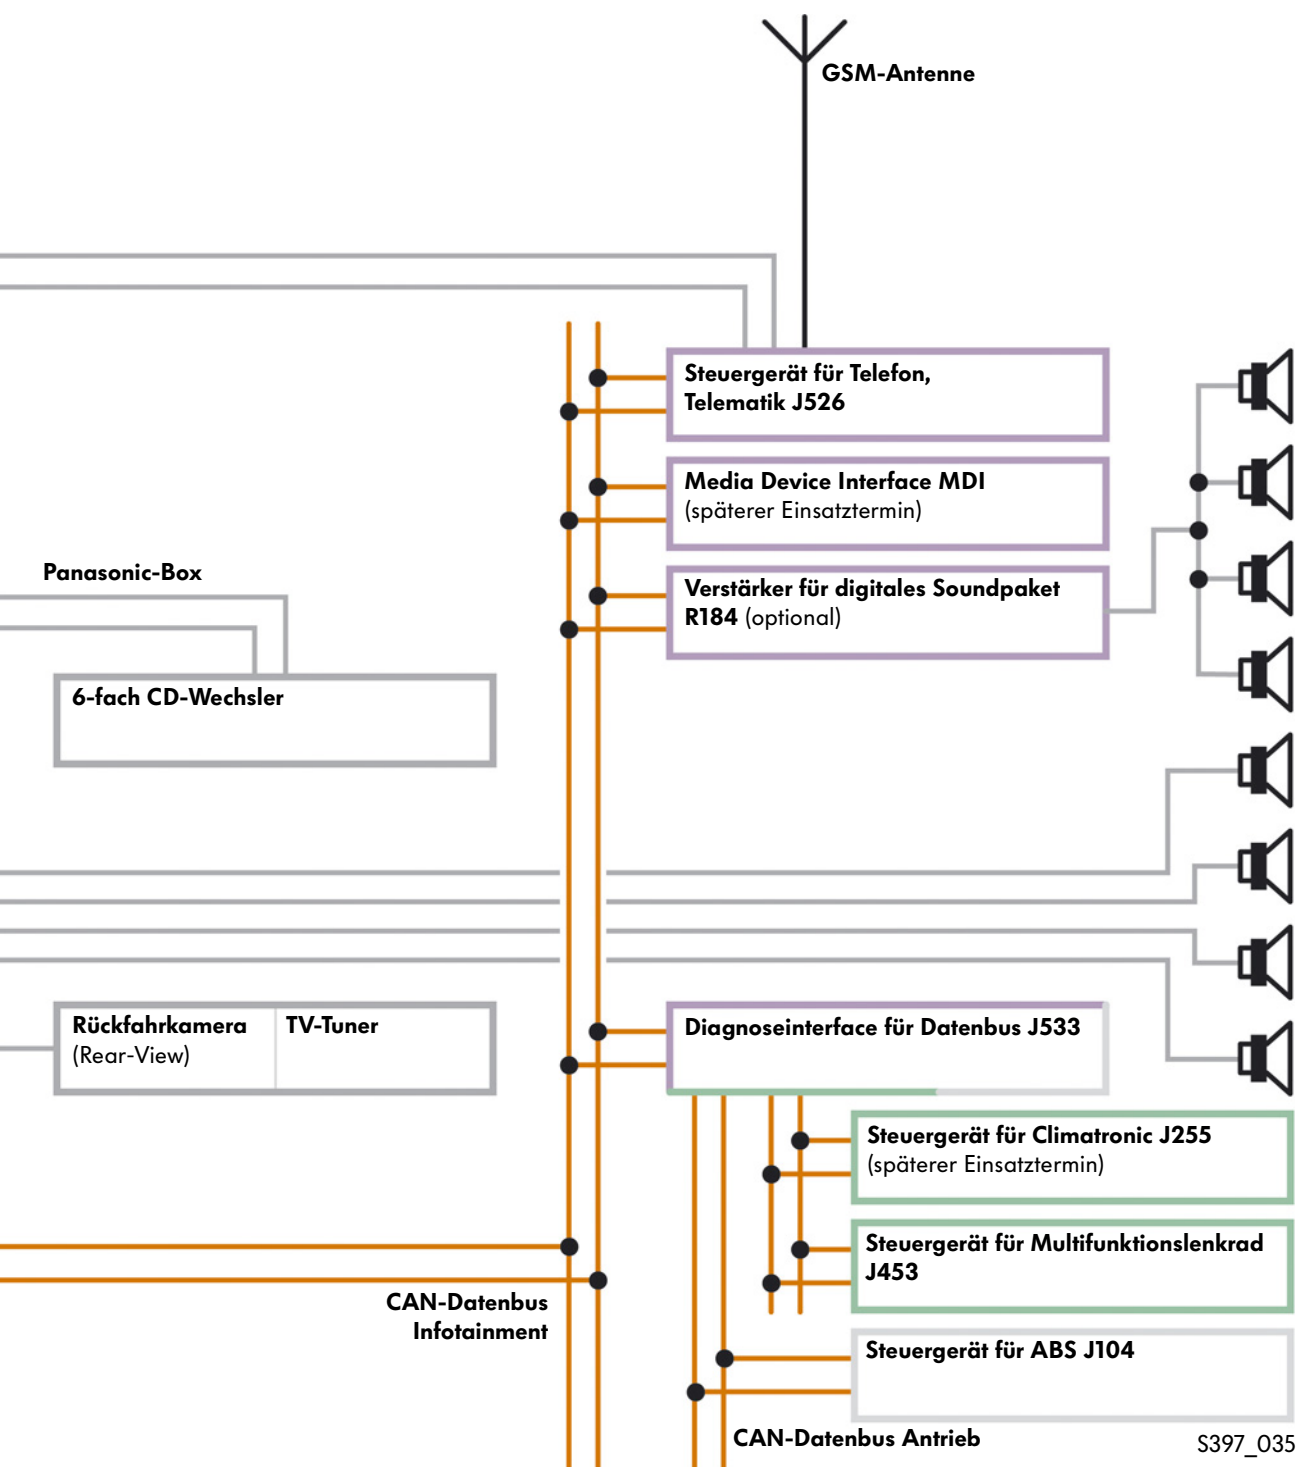 GSM-Antenne
Steuergerät für Telefon,
Telematik J526
Media Device Interface MDI
(späterer Einsatztermin)
Panasonic-Box
Verstärker für digitales Soundpaket
R184 (optional)
6-fach CD-Wechsler
Rückfahrkamera
(Rear-View)
TV-Tuner
Diagnoseinterface für Datenbus J533
Steuergerät für Climatronic J255
(späterer Einsatztermin)
Steuergerät für Multifunktionslenkrad
J453
CAN-Datenbus
Infotainment
Steuergerät für ABS J104
CAN-Datenbus Antrieb
S397_035